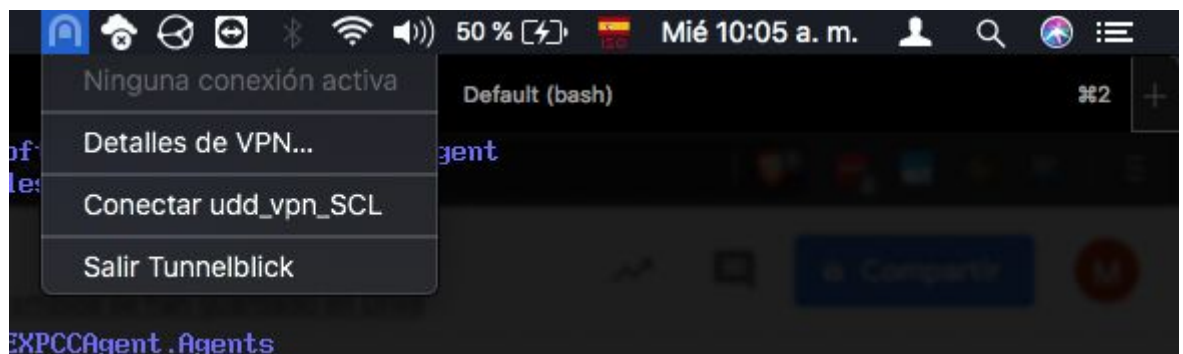 50 % Mié 10:05 a. m.
Ninguna conexión activa
Default (bash) ⌘2 +
Detalles de VPN...
gent
Conectar udd_vpn_SCL
Salir Tunnelblick
Compartir
M
EXPCCAgent.Agents